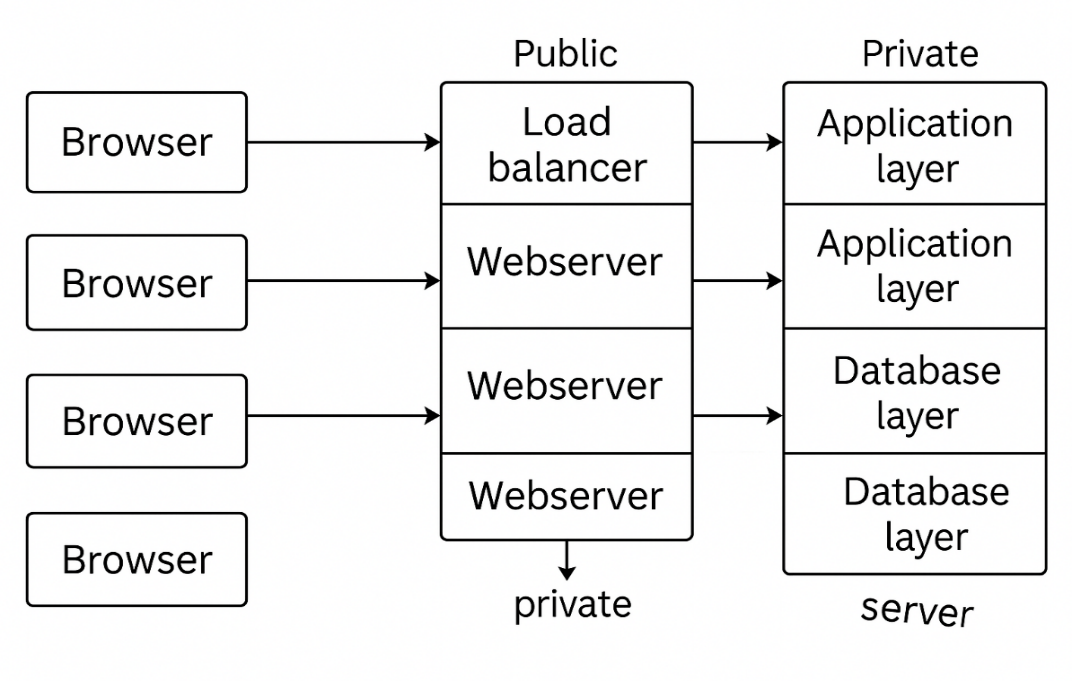 Public
Private
Browser
Browser
Browser
Browser
Load
balancer
Webserver
Webserver
Webserver
private
Application
layer
Application
layer
Database
layer
Database
layer
server